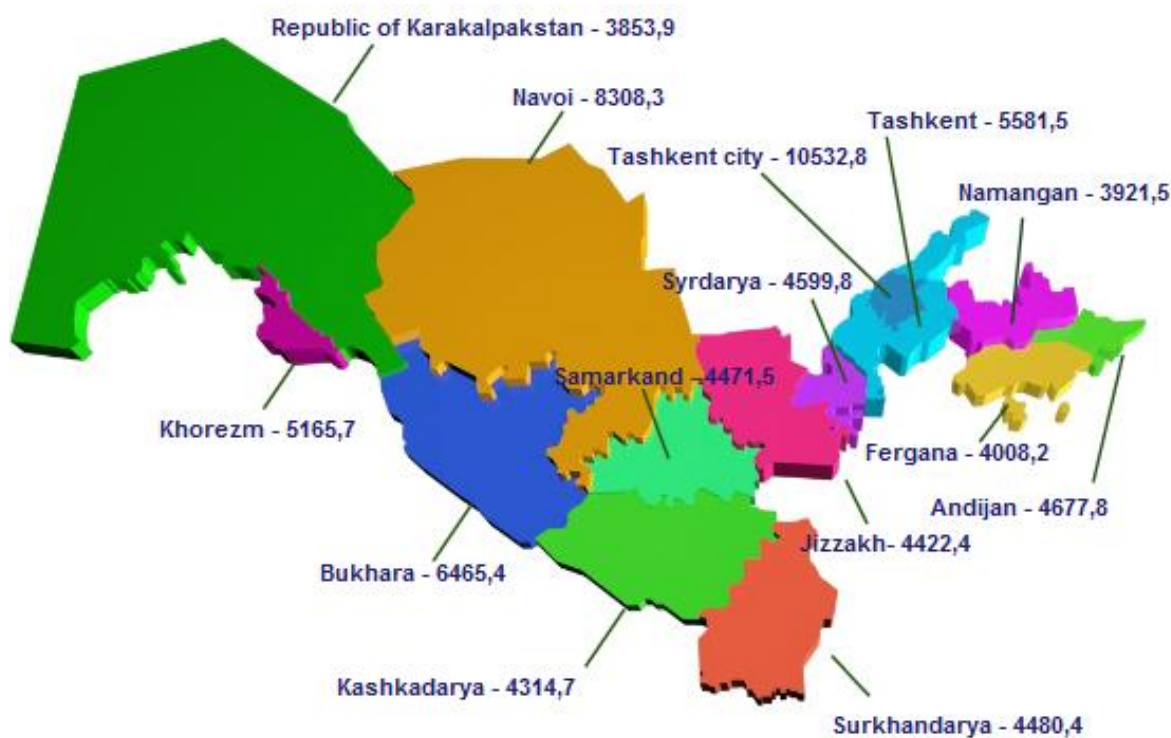 Republic of Karakalpakstan - 3853,9
Navoi - 8308,3
Tashkent - 5581,5
Tashkent city - 10532,8
Namangan - 3921,5
Syrdarya - 4599,8
Samarkand - 4471,5
Khorezm - 5165,7
Fergana - 4008,2
Andijan - 4677,8
Jizzakh- 4422,4
Bukhara - 6465,4
Kashkadarya - 4314,7
Surkhandarya - 4480,4